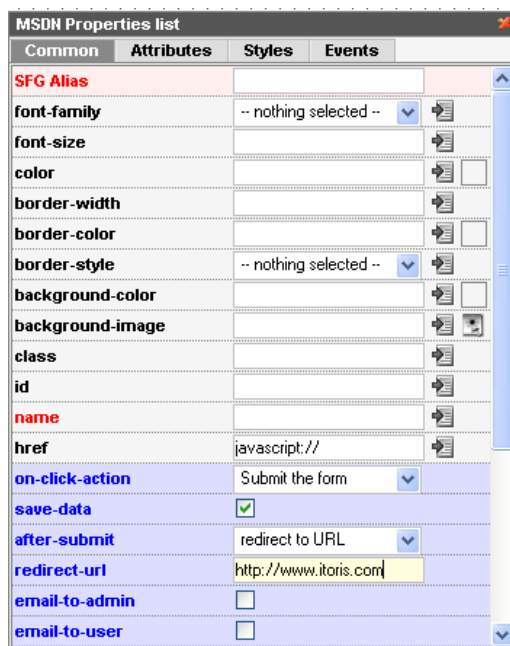 MSDN Properties list
Common Attributes Styles Events
SFG Alias
font-family -- nothing selected --
font-size
color
border-width
border-color
border-style -- nothing selected --
background-color
background-image
class
id
name
href javascript://
on-click-action Submit the form
save-data
after-submit redirect to URL
redirect-url http://www.itoris.com
email-to-admin
email-to-user